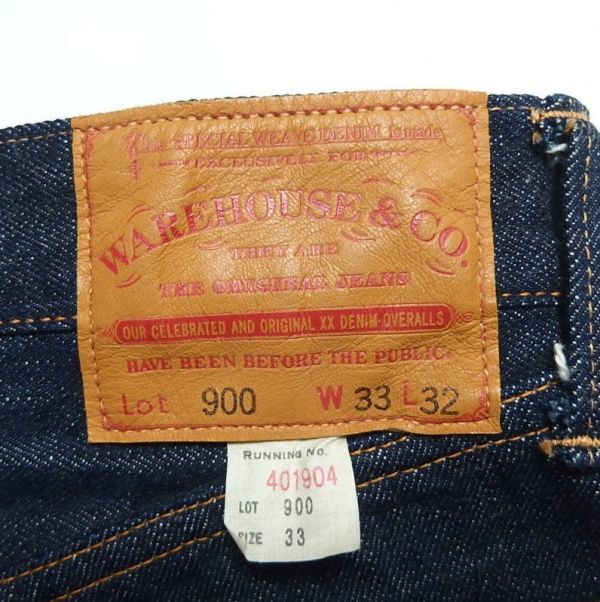 The SPECIAL WEAVE DENIM is made
EXCLUSIVELY FOR
WAREHOUSE & CO.
THEY ARE
THE ORIGINAL JEANS
OUR CELEBRATED AND ORIGINAL XX DENIM-OVERALLS
HAVE BEEN BEFORE THE PUBLIC.
Lot 900 W 33 L 32
RUNNING NO.
401904
LOT 900
SIZE 33